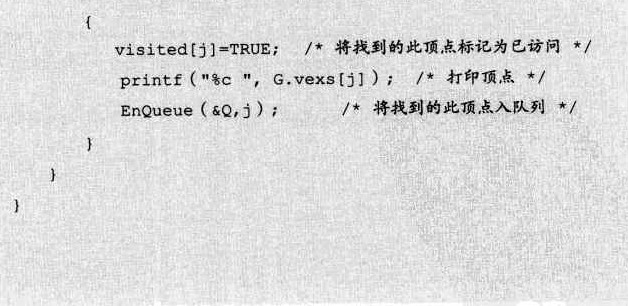 {
visited[j]=TRUE; /* 将找到的此顶点标记为已访问 */
printf("%c ", G.vexs[j]); /* 打印顶点 */
EnQueue(&Q,j); /* 将找到的此顶点入队列 */
}
}
}